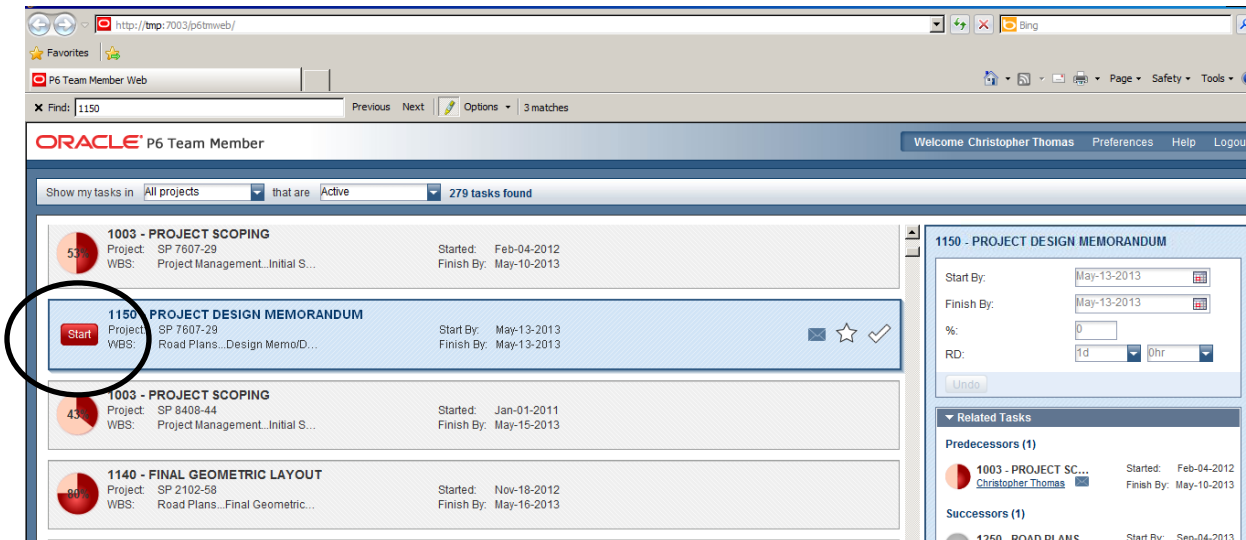 http://tmp:7003/p6tmweb/
Bing
Favorites
P6 Team Member Web
Page Safety Tools
Find: 1150 Previous Next Options 3 matches
ORACLE P6 Team Member
Welcome Christopher Thomas Preferences Help
Show my tasks in All projects that are Active 279 tasks found
1003 - PROJECT SCOPING
53%
Project: SP 7607-29 Started: Feb-04-2012
WBS: Project Management...Initial S... Finish By: May-10-2013
1150 - PROJECT DESIGN MEMORANDUM
Start
Project: SP 7607-29 Start By: May-13-2013
WBS: Road Plans...Design Memo/D... Finish By: May-13-2013
1003 - PROJECT SCOPING
43%
Project: SP 8408-44 Started: Jan-01-2011
WBS: Project Management...Initial S... Finish By: May-15-2013
1140 - FINAL GEOMETRIC LAYOUT
80%
Project: SP 2102-58 Started: Nov-18-2012
WBS: Road Plans...Final Geometric... Finish By: May-16-2013
1150 - PROJECT DESIGN MEMORANDUM
Start By: May-13-2013
Finish By: May-13-2013
%: 0
RD: 1d 0hr
Undo
Related Tasks
Predecessors (1)
1003 - PROJECT SC... Started: Feb-04-2012
Christopher Thomas Finish By: May-10-2013
Successors (1)
1250 - ROAD PLANS Start By: Sep-04-2013